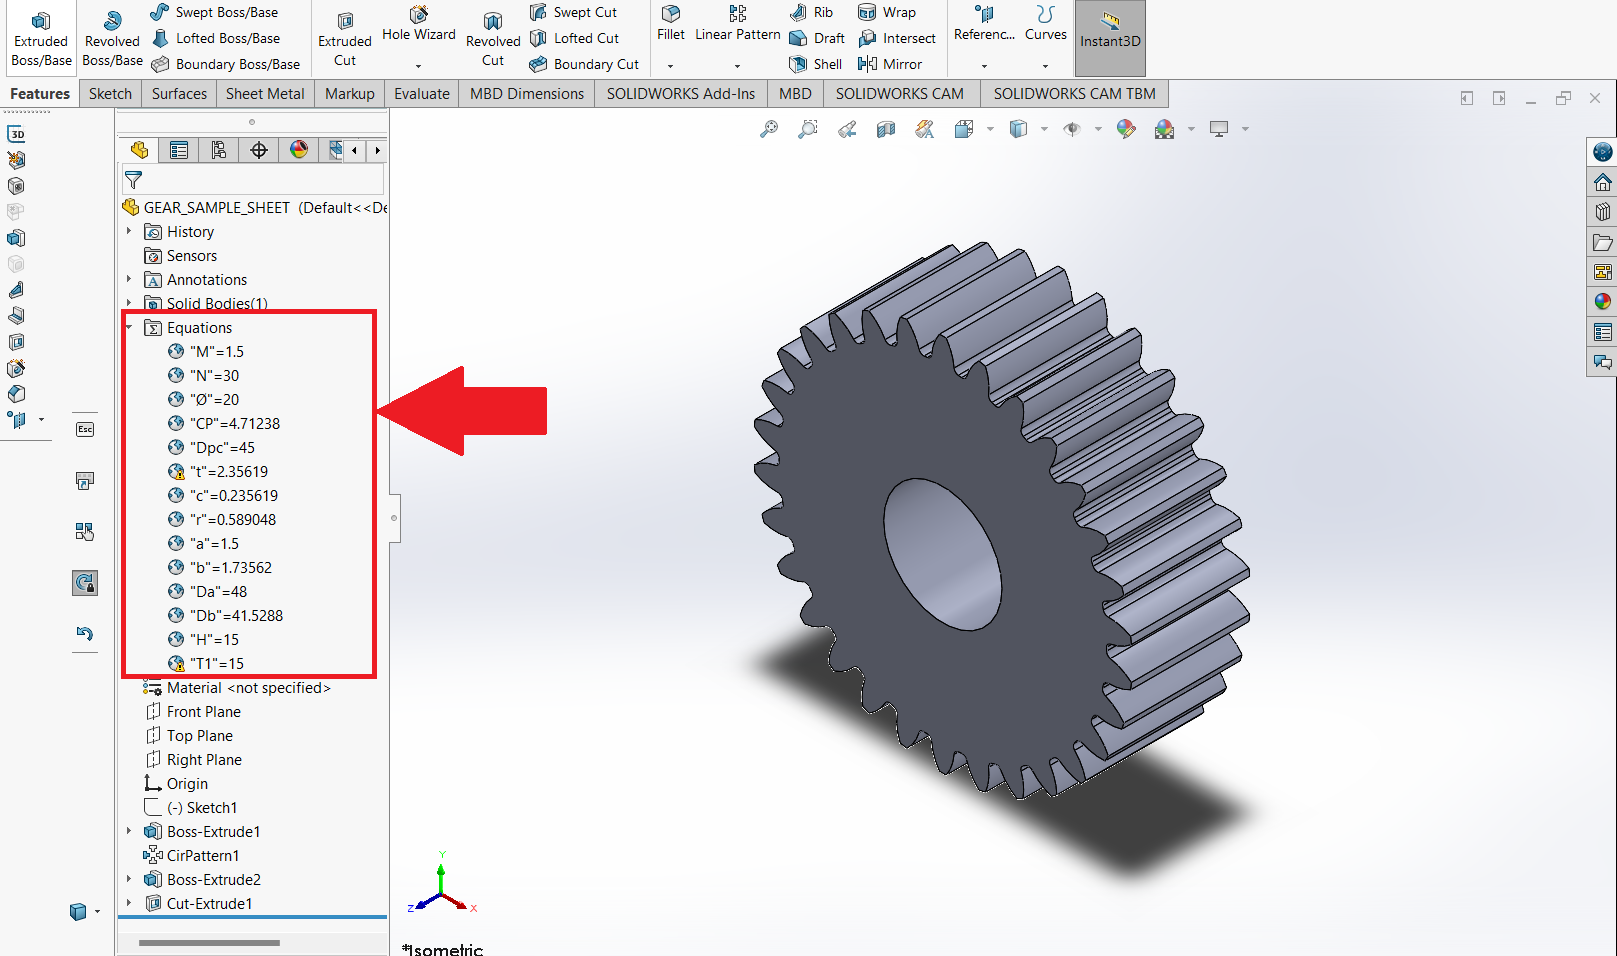 Extruded Boss/Base
Revolved Boss/Base
Swept Boss/Base
Lofted Boss/Base
Boundary Boss/Base
Extruded Cut
Hole Wizard
Revolved Cut
Swept Cut
Lofted Cut
Boundary Cut
Fillet
Linear Pattern
Rib
Draft
Shell
Wrap
Intersect
Mirror
Referenc...
Curves
Instant3D
Features Sketch Surfaces Sheet Metal Markup Evaluate MBD Dimensions SOLIDWORKS Add-Ins MBD SOLIDWORKS CAM SOLIDWORKS CAM TBM
3D
Esc
GEAR_SAMPLE_SHEET (Default<<De
History
Sensors
Annotations
Solid Bodies(1)
Equations
"M"=1.5
"N"=30
"Ø"=20
"CP"=4.71238
"Dpc"=45
"t"=2.35619
"c"=0.235619
"r"=0.589048
"a"=1.5
"b"=1.73562
"Da"=48
"Db"=41.5288
"H"=15
"T1"=15
Material <not specified>
Front Plane
Top Plane
Right Plane
Origin
(-) Sketch1
Boss-Extrude1
CirPattern1
Boss-Extrude2
Cut-Extrude1
Y
Z
X
*Isometric